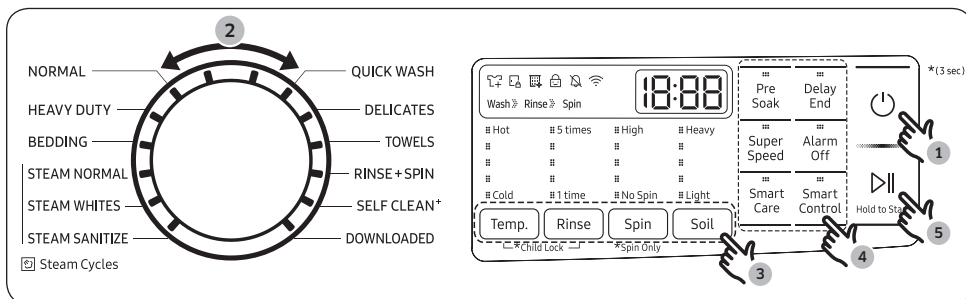 2
NORMAL
HEAVY DUTY
BEDDING
STEAM NORMAL
STEAM WHITES
STEAM SANITIZE
Steam Cycles
QUICK WASH
DELICATES
TOWELS
RINSE+SPIN
SELF CLEAN+
DOWNLOADED
18:88
Wash Rinse Spin
Hot 5 times High Heavy
Cold 1 time No Spin Light
Temp. Rinse Spin Soil
*Child Lock *Spin Only
3
Pre Soak
Delay End
Super Speed
Alarm Off
Smart Care
Smart Control
4
*(3 sec)
1
Hold to Sta
5